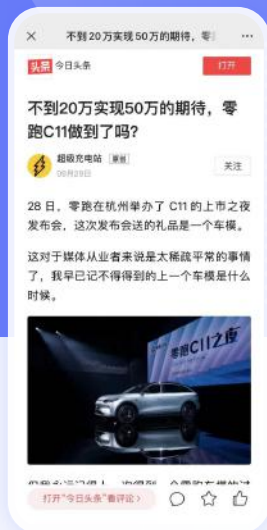 不到20万实现50万的期待，零
头条 今日头条
打开
不到20万实现50万的期待，零
跑C11做到了吗？
超级充电站 原创
09月29日
关注
28 日，零跑在杭州举办了 C11 的上市之夜
发布会，这次发布会送的礼品是一个车模。
这对于媒体从业者来说是太稀疏平常的事情
了，我早已记不得得到的上一个车模是什么
时候。
零跑C11之夜
打开"今日头条"看评论 >